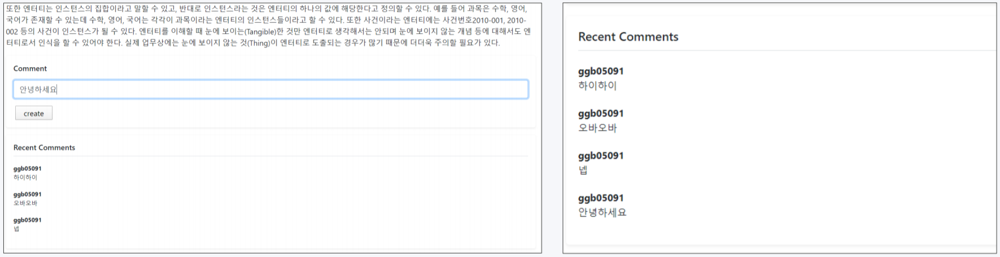 또한 엔터티는 인스턴스의 집합이라고 말할 수 있고, 반대로 인스턴스라는 것은 엔터티의 하나의 값에 해당한다고 정의할 수 있다. 예를 들어 과목은 수학, 영어,
국어가 존재할 수 있는데 수학, 영어, 국어는 각각이 과목이라는 엔터티의 인스턴스들이라고 할 수 있다. 또한 사건이라는 엔터티에는 사건번호2010-001, 2010-
002 등의 사건이 인스턴스가 될 수 있다. 엔터티를 이해할 때 눈에 보이는(Tangible)한 것만 엔터티로 생각해서는 안되며 눈에 보이지 않는 개념 등에 대해서도 엔
터티로서 인식을 할 수 있어야 한다. 실제 업무상에는 눈에 보이지 않는 것(Thing)이 엔터티로 도출되는 경우가 많기 때문에 더더욱 주의할 필요가 있다.
Comment
안녕하세요
create
Recent Comments
ggb05091
하이하이
ggb05091
오바오바
ggb05091
넵
Recent Comments
ggb05091
하이하이
ggb05091
오바오바
ggb05091
넵
ggb05091
안녕하세요